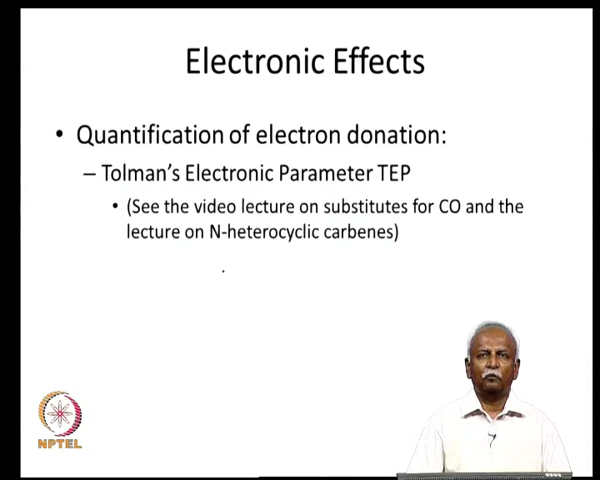 Electronic Effects
• Quantification of electron donation:
– Tolman's Electronic Parameter TEP
• (See the video lecture on substitutes for CO and the
lecture on N-heterocyclic carbenes)
NPTEL